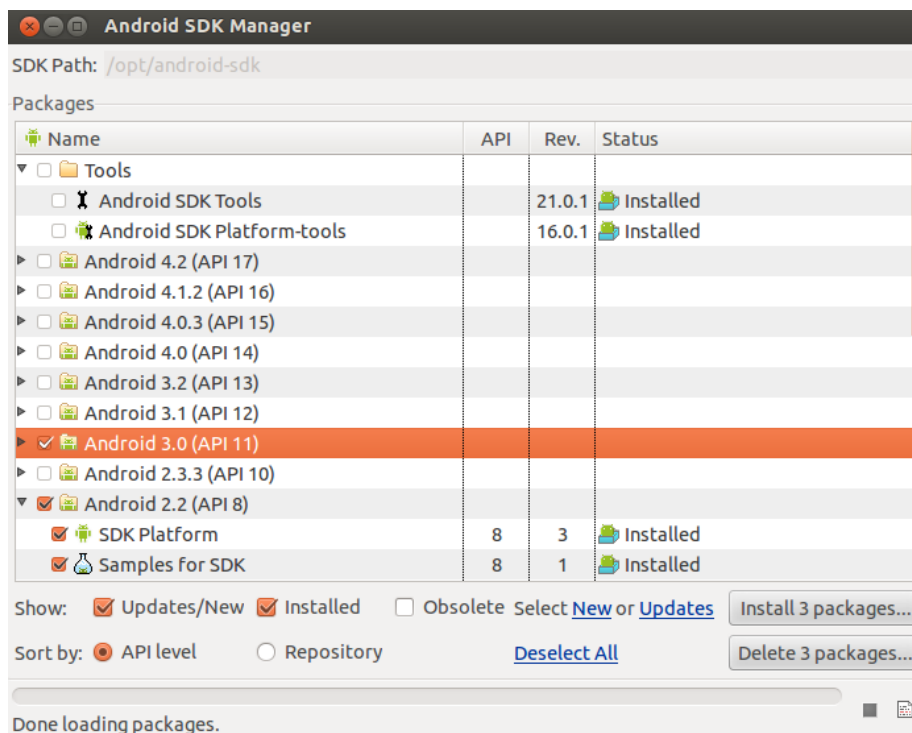 Android SDK Manager
SDK Path: /opt/android-sdk
Packages
Name API Rev. Status
Tools
Android SDK Tools 21.0.1 Installed
Android SDK Platform-tools 16.0.1 Installed
Android 4.2 (API 17)
Android 4.1.2 (API 16)
Android 4.0.3 (API 15)
Android 4.0 (API 14)
Android 3.2 (API 13)
Android 3.1 (API 12)
Android 3.0 (API 11)
Android 2.3.3 (API 10)
Android 2.2 (API 8)
SDK Platform 8 3 Installed
Samples for SDK 8 1 Installed
Show: Updates/New Installed Obsolete Select New or Updates Install 3 packages...
Sort by: API level Repository Deselect All Delete 3 packages...
Done loading packages.